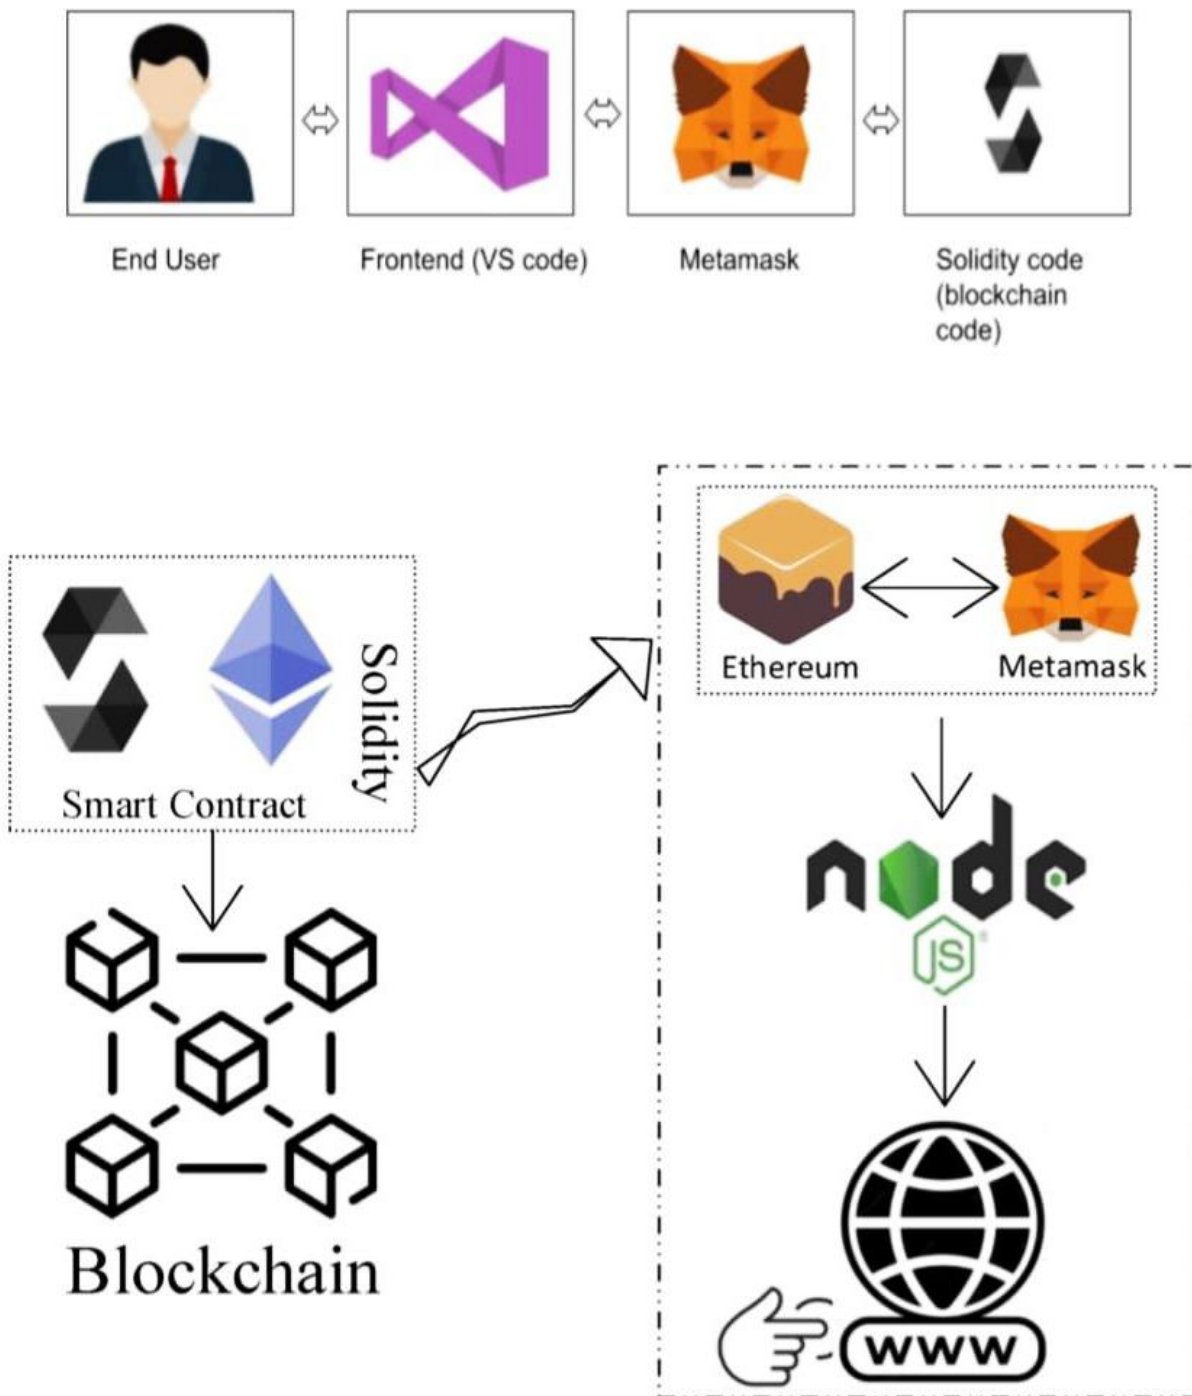 End User
Frontend (VS code)
Metamask
Solidity code
(blockchain
code)
Smart Contract
Solidity
Ethereum
Metamask
node
JS
®
Blockchain
WWW